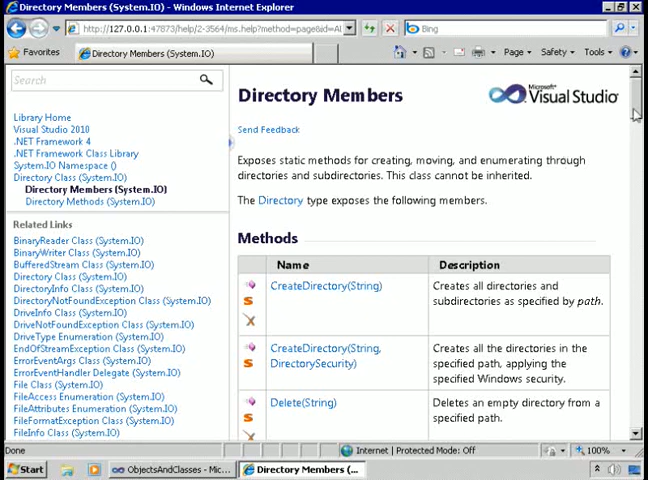 Directory Members (System.IO) - Windows Internet Explorer
http://127.0.0.1:47873/help/2-3564/ms.help?method=page&id=AL
Bing
Favorites
Directory Members (System.IO)
Page
Safety
Tools
Search
Library Home
Visual Studio 2010
.NET Framework 4
.NET Framework Class Library
System.IO Namespace ()
Directory Class (System.IO)
Directory Members (System.IO)
Directory Methods (System.IO)
Related Links
BinaryReader Class (System.IO)
BinaryWriter Class (System.IO)
BufferedStream Class (System.IO)
Directory Class (System.IO)
DirectoryInfo Class (System.IO)
DirectoryNotFoundException Class (System.IO)
DriveInfo Class (System.IO)
DriveNotFoundException Class (System.IO)
DriveType Enumeration (System.IO)
EndOfStreamException Class (System.IO)
ErrorEventArgs Class (System.IO)
ErrorEventHandler Delegate (System.IO)
File Class (System.IO)
FileAccess Enumeration (System.IO)
FileAttributes Enumeration (System.IO)
FileFormatException Class (System.IO)
FileInfo Class (System.IO)
Directory Members
Microsoft
Visual Studio
Send Feedback
Exposes static methods for creating, moving, and enumerating through
directories and subdirectories. This class cannot be inherited.
The Directory type exposes the following members.
Methods
Name Description
CreateDirectory(String) Creates all directories and
subdirectories as specified by path.
CreateDirectory(String, Creates all the directories in the
DirectorySecurity) specified path, applying the
specified Windows security.
Delete(String) Deletes an empty directory from a
specified path.
Done
Internet | Protected Mode: Off
100%
Start
ObjectsAndClasses - Mic...
Directory Members (...